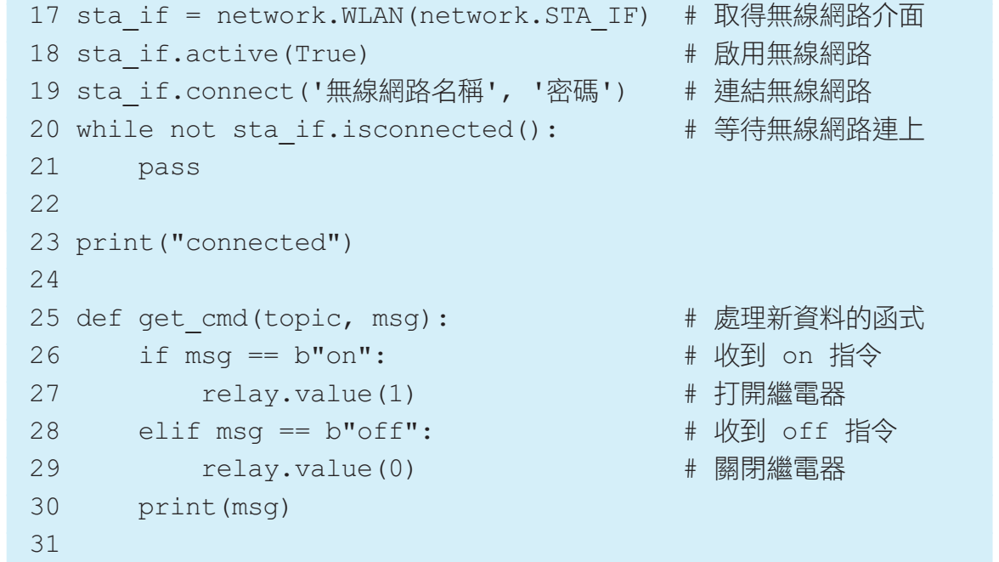 17 sta_if = network.WLAN(network.STA_IF)  # 取得無線網路介面
18 sta_if.active(True)                    # 啟用無線網路
19 sta_if.connect('無線網路名稱', '密碼')   # 連結無線網路
20 while not sta_if.isconnected():        # 等待無線網路連上
21     pass
22
23 print("connected")
24
25 def get_cmd(topic, msg):               # 處理新資料的函式
26     if msg == b"on":                   # 收到 on 指令
27         relay.value(1)                 # 打開繼電器
28     elif msg == b"off":                # 收到 off 指令
29         relay.value(0)                 # 關閉繼電器
30     print(msg)
31